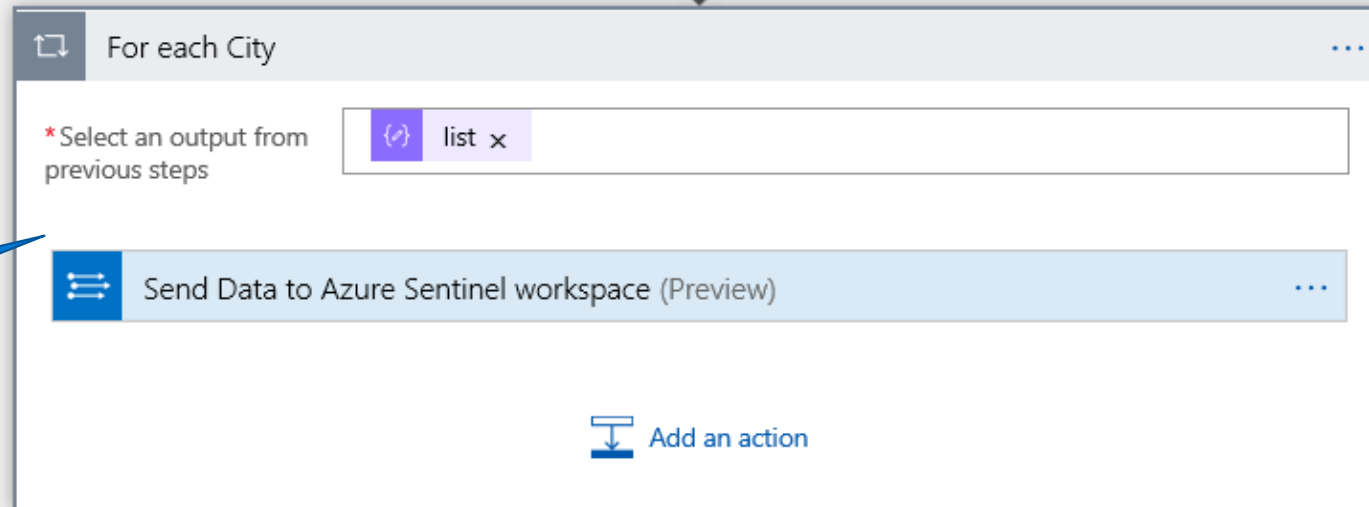 For each City
...
* Select an output from
previous steps
list ×
Send Data to Azure Sentinel workspace (Preview)
...
Add an action